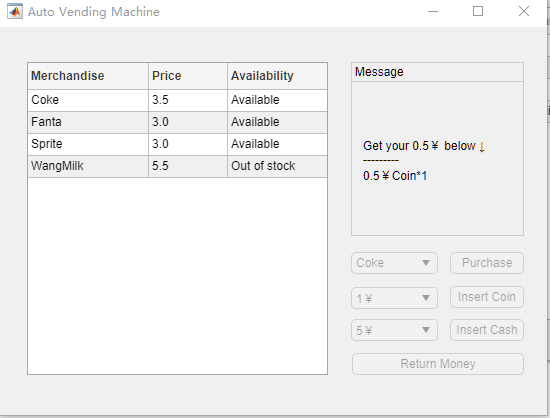 Auto Vending Machine
Merchandise Price Availability
Coke 3.5 Available
Fanta 3.0 Available
Sprite 3.0 Available
WangMilk 5.5 Out of stock
Message
Get your 0.5 ¥ below ↓
---------
0.5 ¥ Coin*1
Coke Purchase
1 ¥ Insert Coin
5 ¥ Insert Cash
Return Money